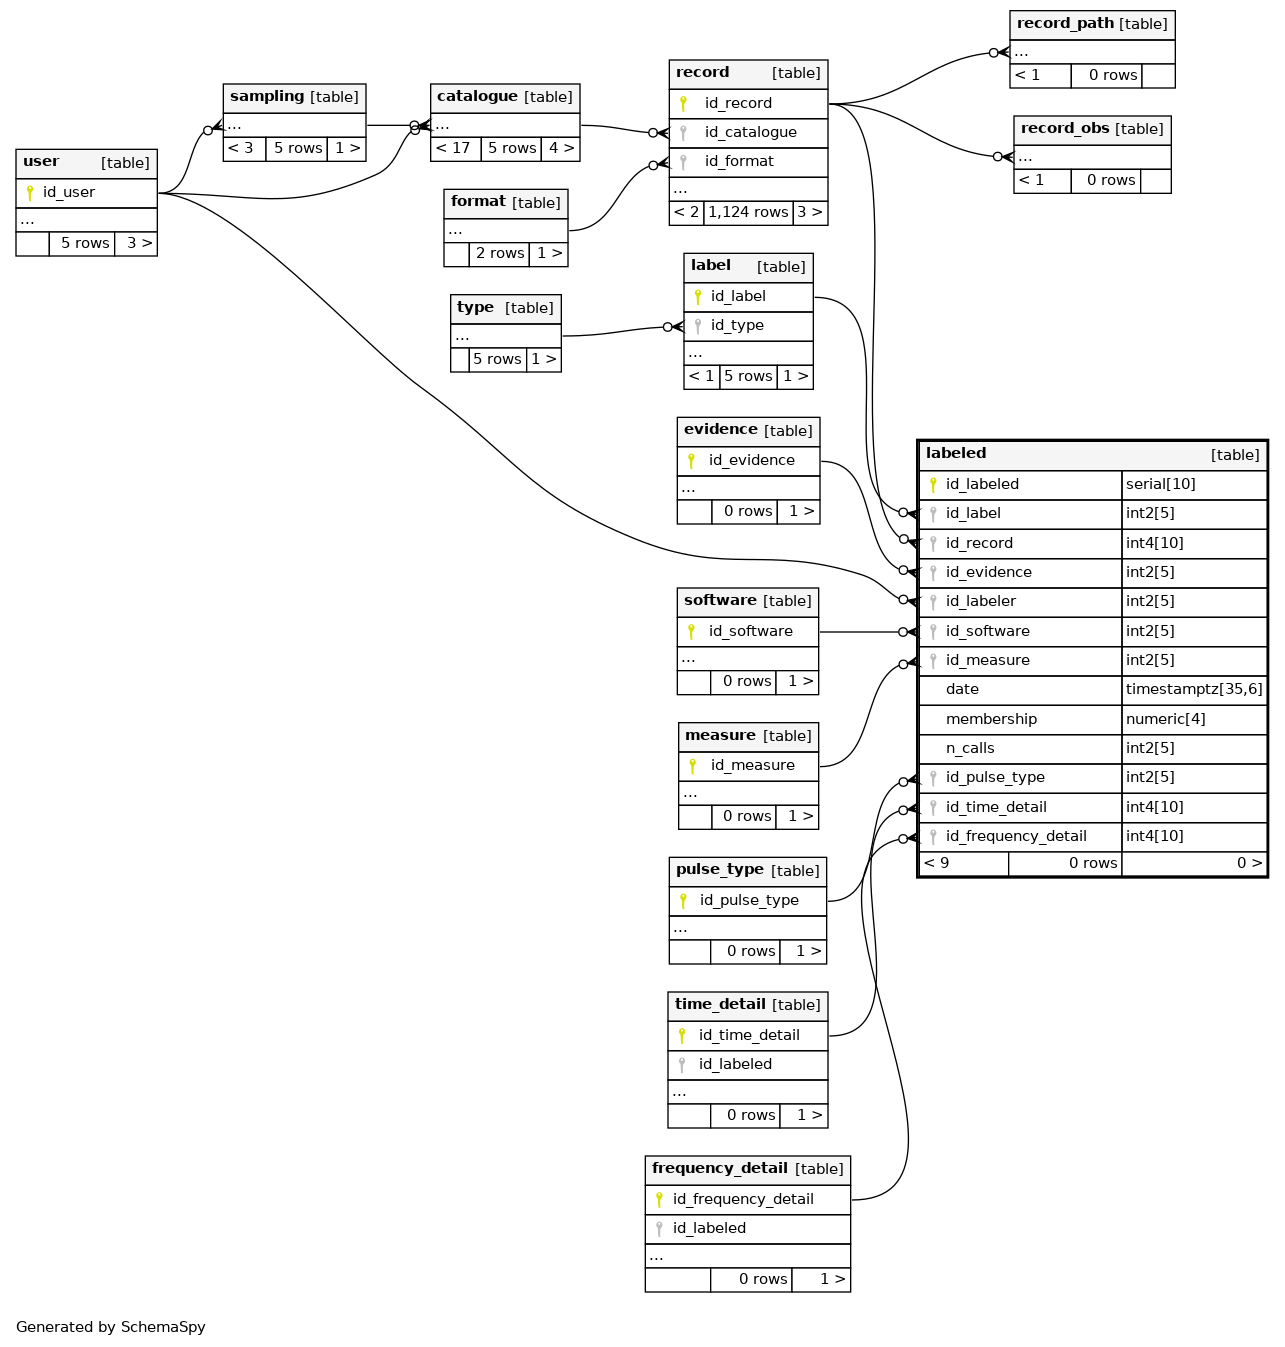 record_path [table]
...
< 1 0 rows
record [table]
id_record
id_catalogue
id_format
...
< 2 1,124 rows 3 >
sampling [table]
...
< 3 5 rows 1 >
catalogue [table]
...
< 17 5 rows 4 >
record_obs [table]
...
< 1 0 rows
user [table]
id_user
...
5 rows 3 >
format [table]
...
2 rows 1 >
label [table]
id_label
id_type
...
< 1 5 rows 1 >
type [table]
...
5 rows 1 >
evidence [table]
id_evidence
...
0 rows 1 >
labeled [table]
id_labeled serial[10]
id_label int2[5]
id_record int4[10]
id_evidence int2[5]
id_labeler int2[5]
id_software int2[5]
id_measure int2[5]
date timestamptz[35,6]
membership numeric[4]
n_calls int2[5]
id_pulse_type int2[5]
id_time_detail int4[10]
id_frequency_detail int4[10]
< 9 0 rows 0 >
software [table]
id_software
...
0 rows 1 >
measure [table]
id_measure
...
0 rows 1 >
pulse_type [table]
id_pulse_type
...
0 rows 1 >
time_detail [table]
id_time_detail
id_labeled
...
0 rows 1 >
frequency_detail [table]
id_frequency_detail
id_labeled
...
0 rows 1 >
Generated by SchemaSpy